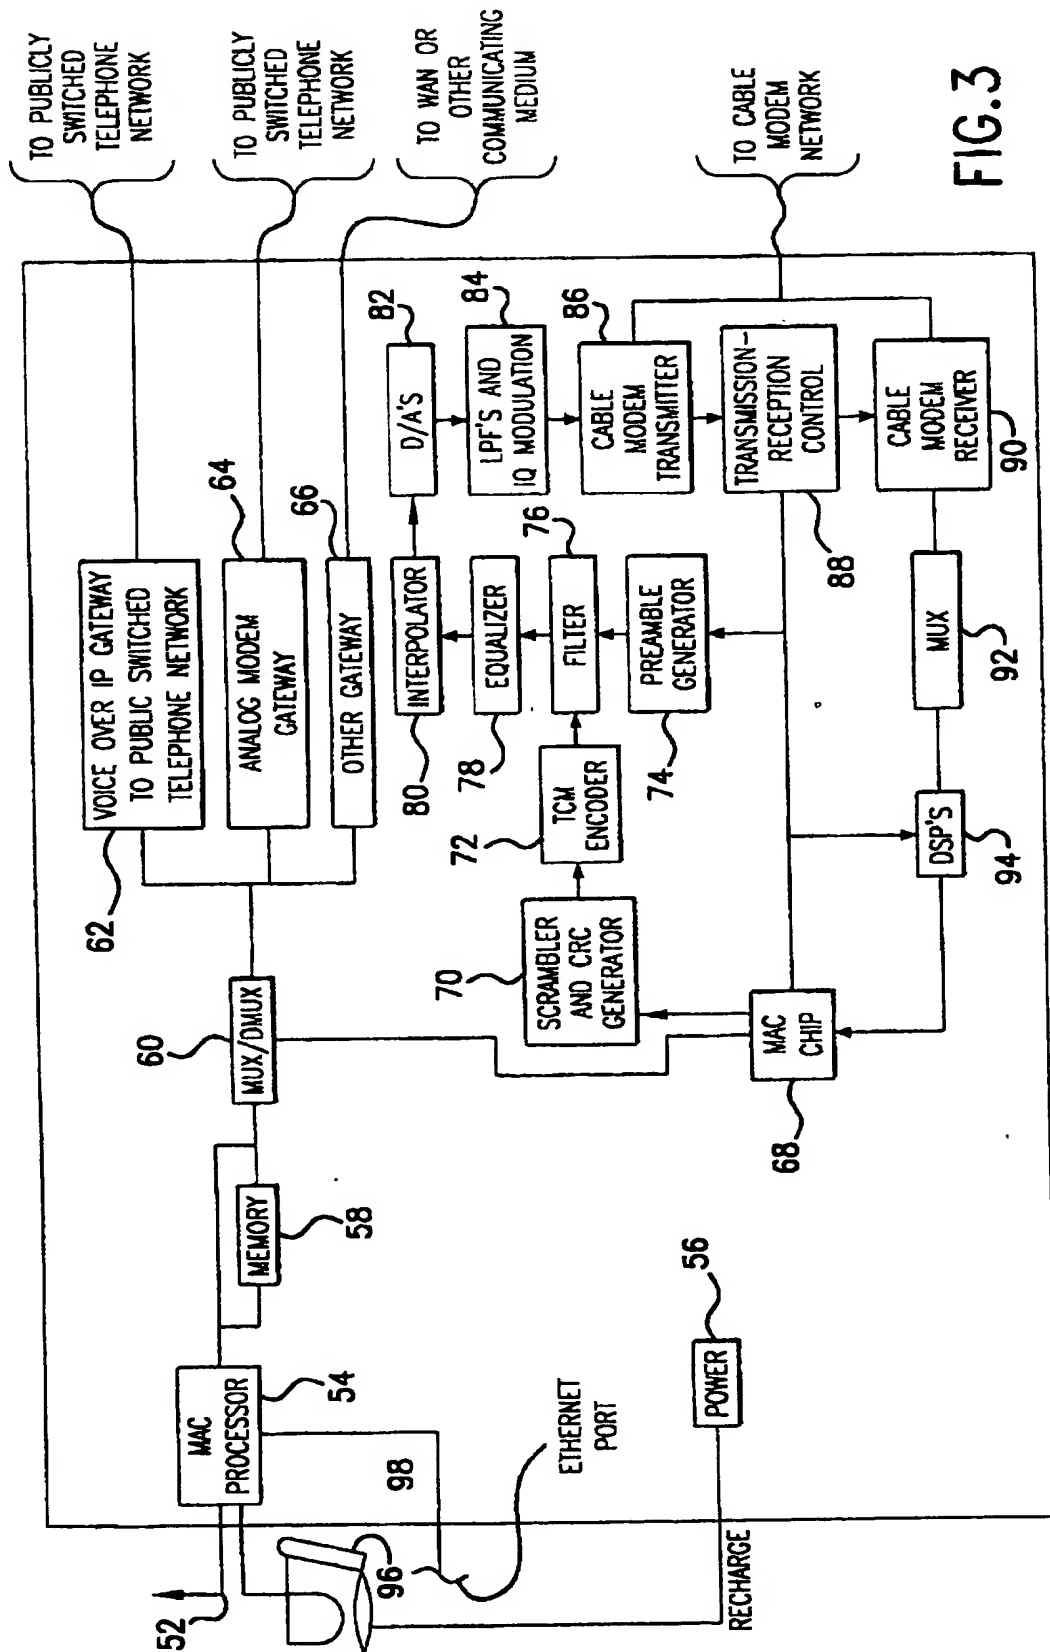 TO PUBLICLY
SWITCHED
TELEPHONE
NETWORK
TO PUBLICLY
SWITCHED
TELEPHONE
NETWORK
TO WAN OR
OTHER
COMMUNICATING
MEDIUM
TO CABLE
MODEM
NETWORK
FIG.3
62
VOICE OVER IP GATEWAY
TO PUBLIC SWITCHED
TELEPHONE NETWORK
64
ANALOG MODEM
GATEWAY
66
OTHER GATEWAY
52
MAC
PROCESSOR
54
MEMORY
58
60
MUX/DMUX
80
INTERPOLATOR
82
D/A'S
78
EQUALIZER
84
LPF'S AND
IQ MODULATION
70
SCRAMBLER
AND CRC
GENERATOR
72
TCM
ENCODER
76
FILTER
86
CABLE
MODEM
TRANSMITTER
74
PREAMBLE
GENERATOR
TRANSMISSION-
RECEPTION
CONTROL
88
68
MAC
CHIP
DSP'S
94
MUX
92
CABLE
MODEM
RECEIVER
90
96
98
ETHERNET
PORT
POWER
56
RECHARGE